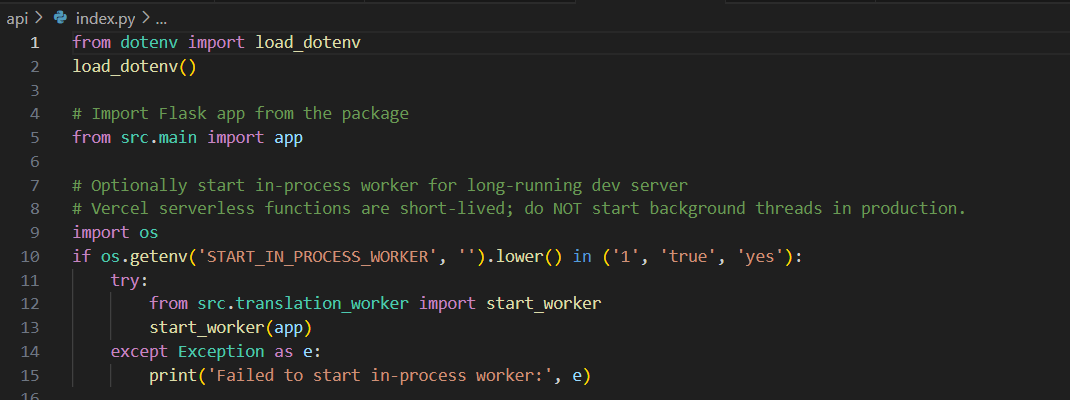 api > index.py > ...
1 from dotenv import load_dotenv
2 load_dotenv()
3
4 # Import Flask app from the package
5 from src.main import app
6
7 # Optionally start in-process worker for long-running dev server
8 # Vercel serverless functions are short-lived; do NOT start background threads in production.
9 import os
10 if os.getenv('START_IN_PROCESS_WORKER', '').lower() in ('1', 'true', 'yes'):
11     try:
12         from src.translation_worker import start_worker
13         start_worker(app)
14     except Exception as e:
15         print('Failed to start in-process worker:', e)
16